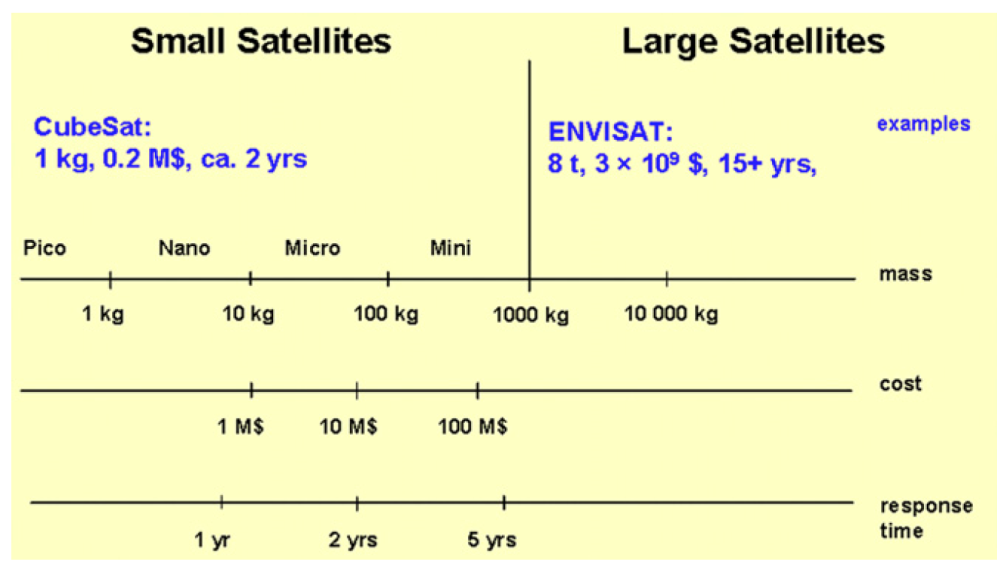 Small Satellites
Large Satellites
CubeSat:
1 kg, 0.2 M$, ca. 2 yrs
ENVISAT:
8 t, 3 × 10⁹ $, 15+ yrs,
examples
Pico
Nano
Micro
Mini
mass
1 kg
10 kg
100 kg
1000 kg
10 000 kg
cost
1 M$
10 M$
100 M$
response
time
1 yr
2 yrs
5 yrs